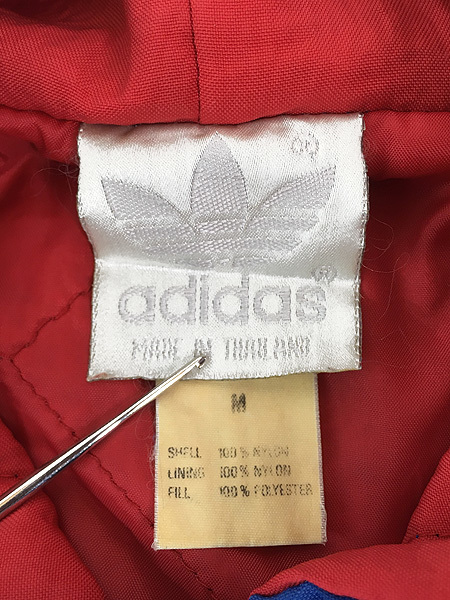 adidas®
MADE IN THAILAND
M
SHELL 100% NYLON
LINING 100% NYLON
FILL 100% POLYESTER